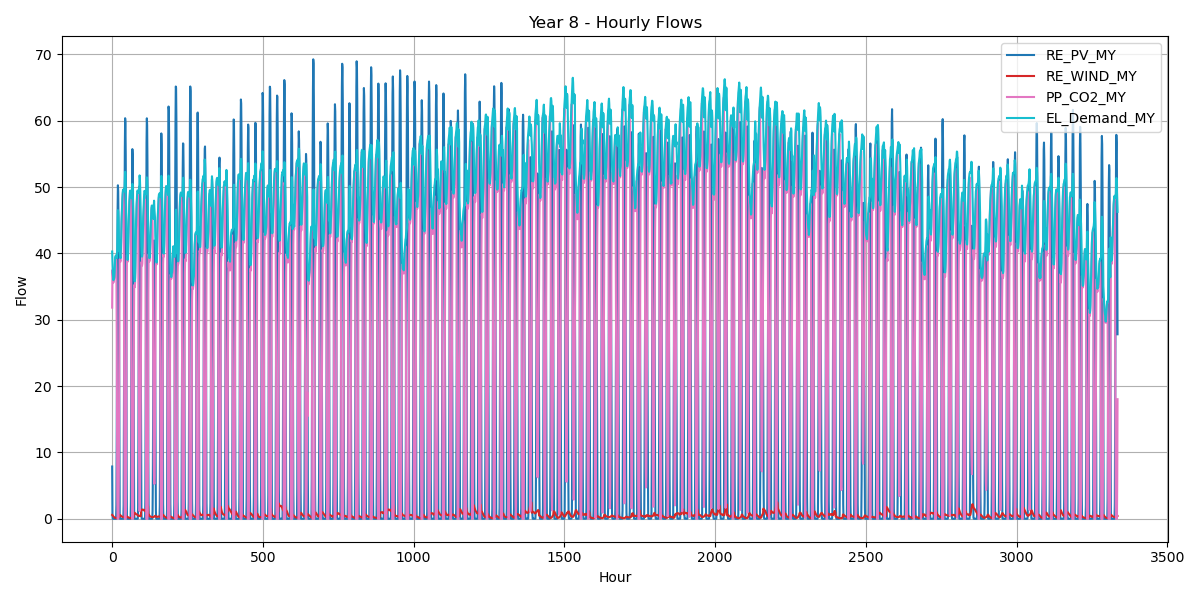 Year 8 - Hourly Flows
RE_PV_MY
RE_WIND_MY
PP_CO2_MY
EL_Demand_MY
70
60
50
40
30
20
10
0
Flow
0 500 1000 1500 2000 2500 3000 3500
Hour